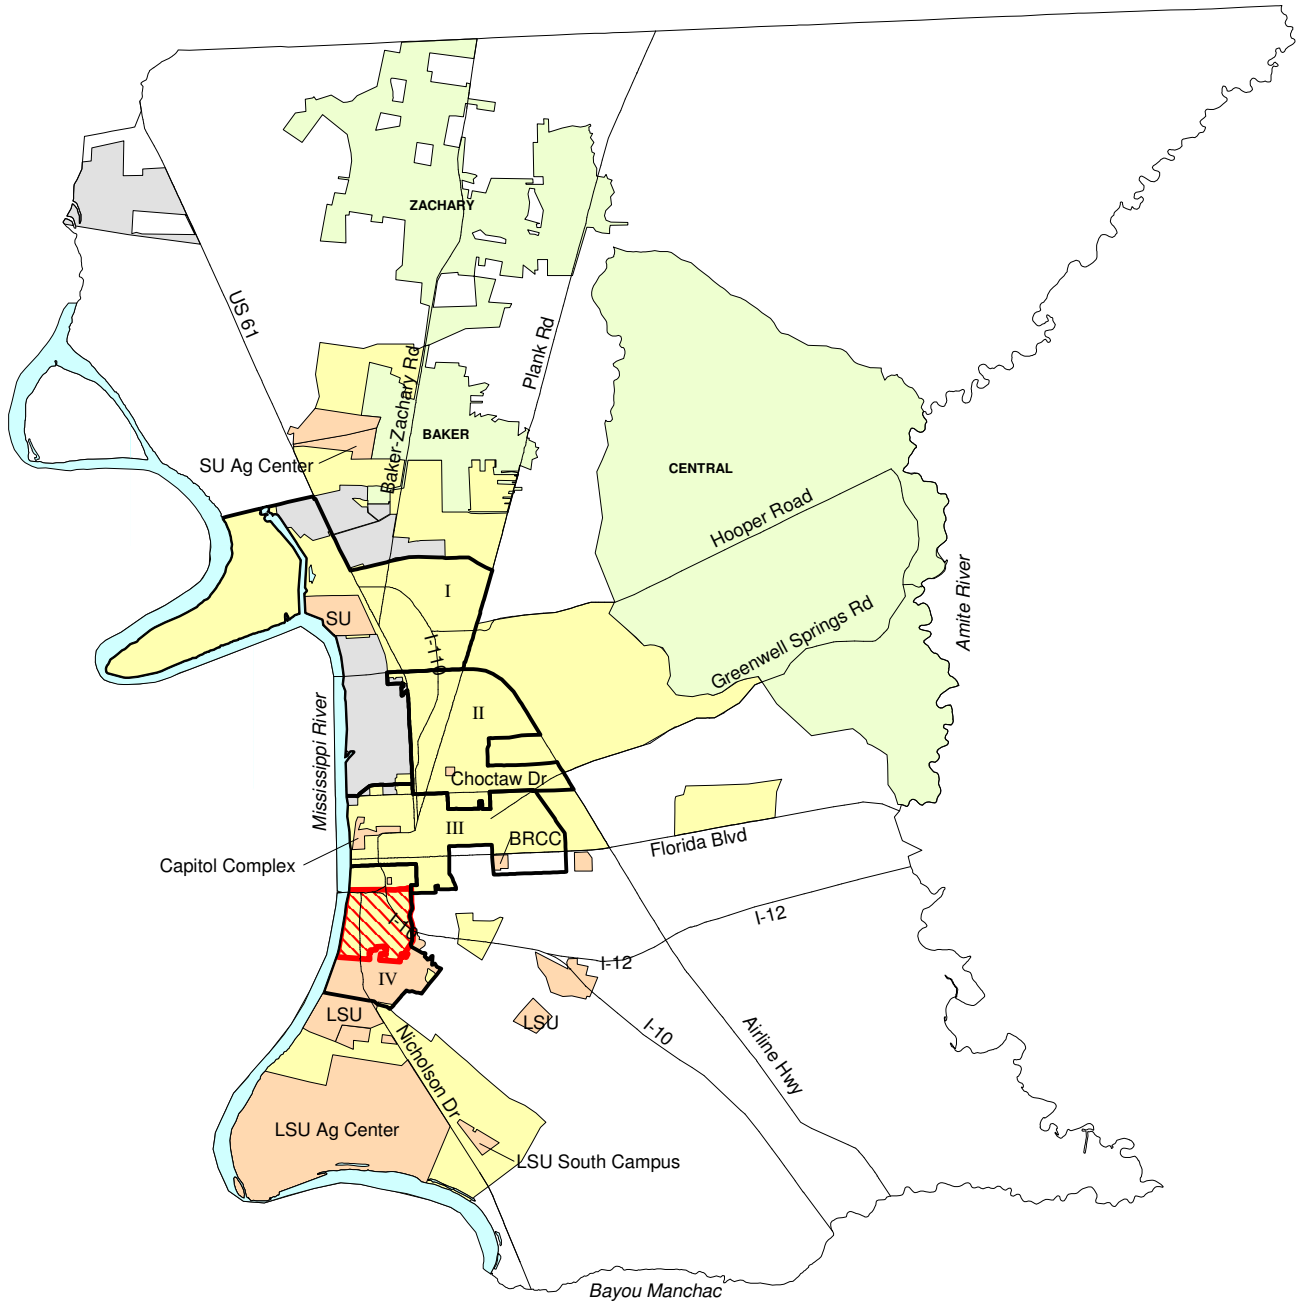 ZACHARY
US 61
Plank Rd
Baker-Zachary Rd
BAKER
SU Ag Center
CENTRAL
Hooper Road
Amite River
I
SU
Greenwell Springs Rd
I-110
II
Mississippi River
Choctaw Dr
III
BRCC
Florida Blvd
Capitol Complex
I-10
I-12
I-12
IV
LSU
LSU
I-10
Airline Hwy
Nicholson Dr
LSU Ag Center
LSU South Campus
Bayou Manchac